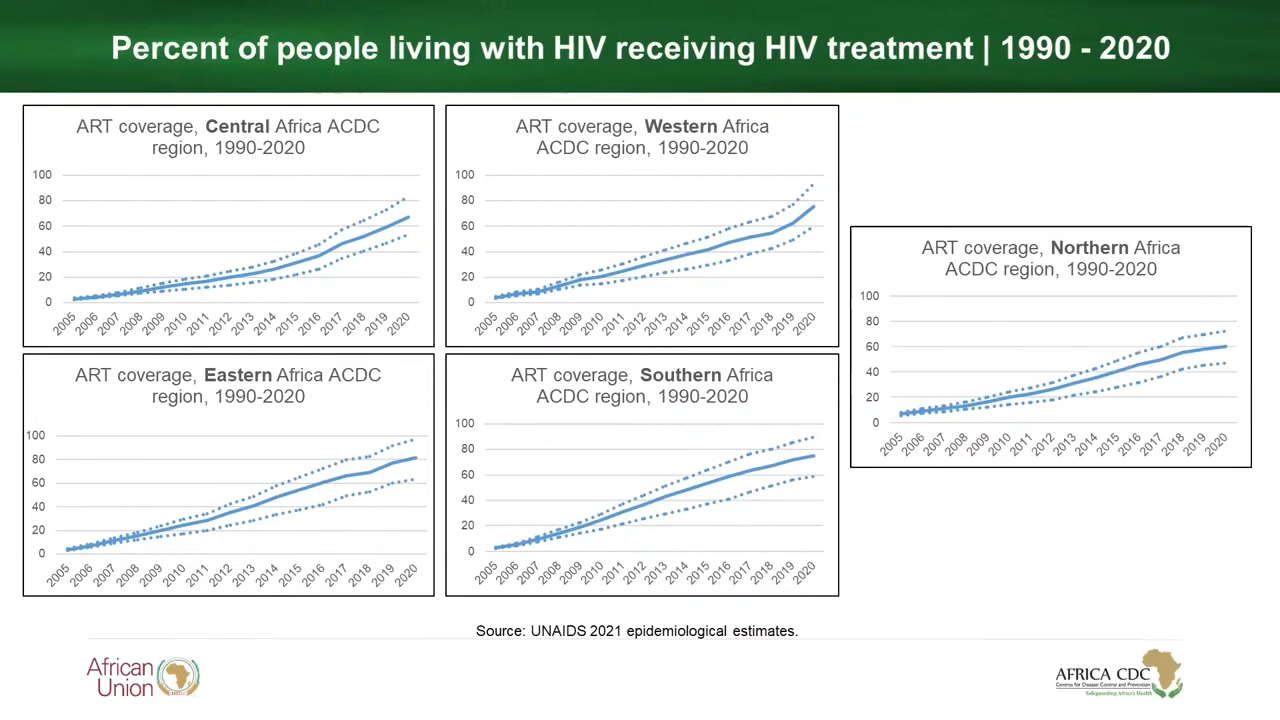 Percent of people living with HIV receiving HIV treatment | 1990 - 2020
ART coverage, Central Africa ACDC
region, 1990-2020
100
80
60
40
20
0
2005 2006 2007 2008 2009 2010 2011 2012 2013 2014 2015 2016 2017 2018 2019 2020
ART coverage, Western Africa
ACDC region, 1990-2020
100
80
60
40
20
0
2005 2006 2007 2008 2009 2010 2011 2012 2013 2014 2015 2016 2017 2018 2019 2020
ART coverage, Northern Africa
ACDC region, 1990-2020
100
80
60
40
20
0
2005 2006 2007 2008 2009 2010 2011 2012 2013 2014 2015 2016 2017 2018 2019 2020
ART coverage, Eastern Africa ACDC
region, 1990-2020
100
80
60
40
20
0
2005 2006 2007 2008 2009 2010 2011 2012 2013 2014 2015 2016 2017 2018 2019 2020
ART coverage, Southern Africa
ACDC region, 1990-2020
100
80
60
40
20
0
2005 2006 2007 2008 2009 2010 2011 2012 2013 2014 2015 2016 2017 2018 2019 2020
Source: UNAIDS 2021 epidemiological estimates.
African
Union
AFRICA CDC
Centres for Disease Control and Prevention
Safeguarding Africa's Health